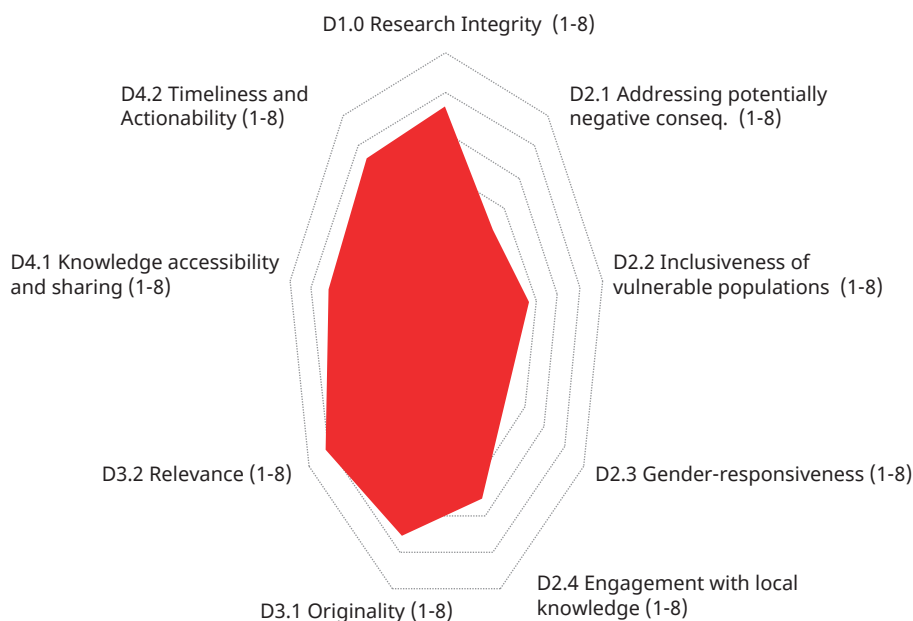 D1.0 Research Integrity  (1-8)
D4.2 Timeliness and
Actionability (1-8)
D2.1 Addressing potentially
negative conseq.  (1-8)
D4.1 Knowledge accessibility
and sharing (1-8)
D2.2 Inclusiveness of
vulnerable populations  (1-8)
D3.2 Relevance (1-8)
D2.3 Gender-responsiveness (1-8)
D3.1 Originality (1-8)
D2.4 Engagement with local
knowledge (1-8)